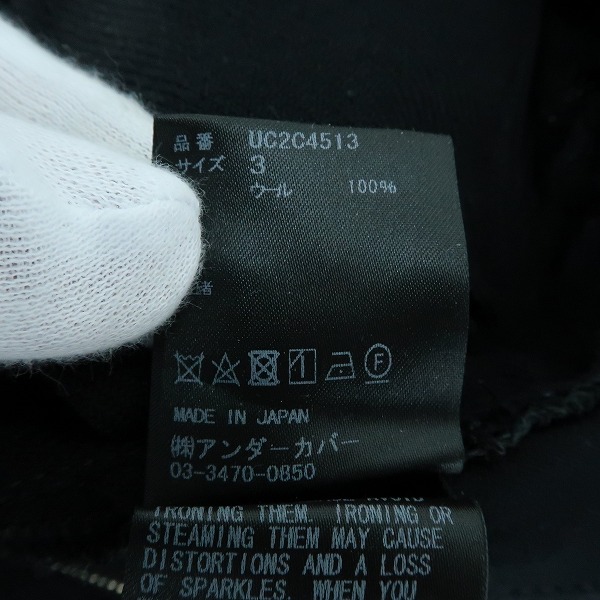 品番 UC2C4513
サイズ 3
ウール 100%
者
F
MADE IN JAPAN
㈱アンダーカバー
03-3470-0850
IRONING THEM. IRONING OR
STEAMING THEM MAY CAUSE
DISTORTIONS AND A LOSS
OF SPARKLES. WHEN YOU